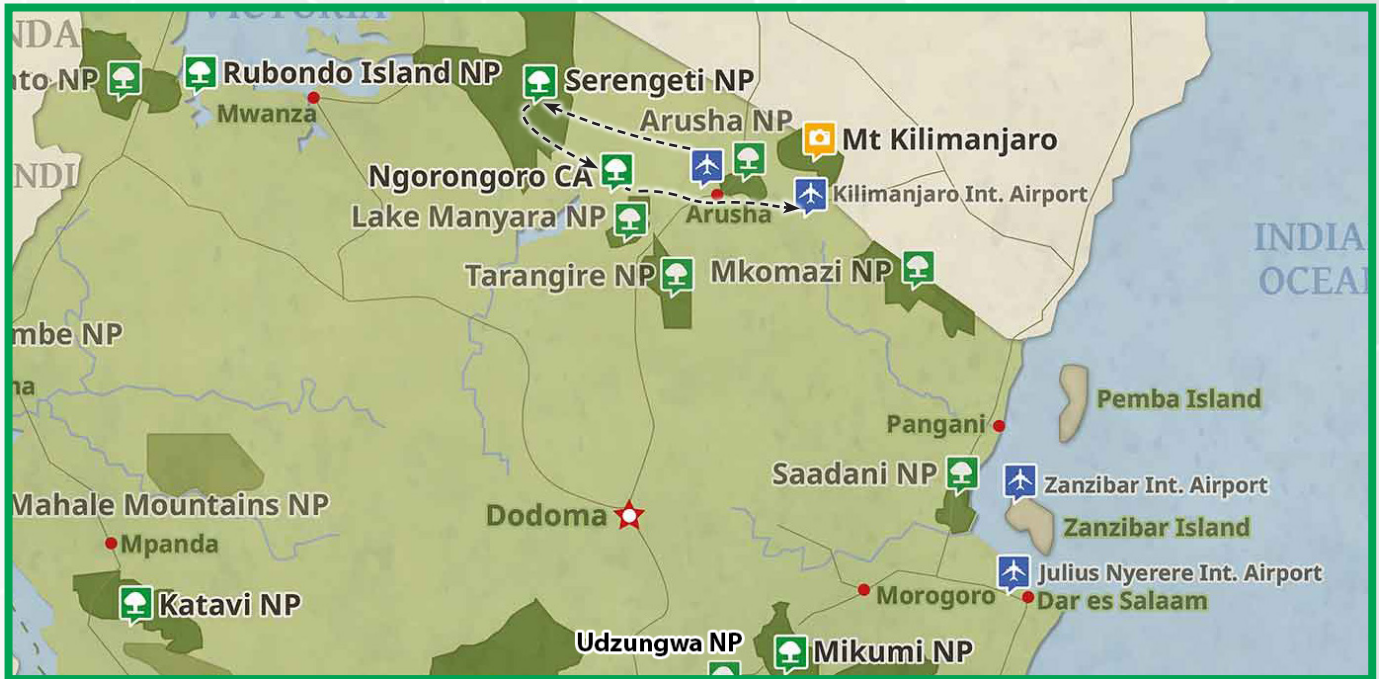 VICTORIA
NDA
nto NP
Rubondo Island NP
Serengeti NP
Mwanza
Arusha NP
Mt Kilimanjaro
NDI
Ngorongoro CA
Kilimanjaro Int. Airport
Lake Manyara NP
Arusha
INDIA
OCEA
Tarangire NP
Mkomazi NP
mbe NP
na
Pemba Island
Pangani
Saadani NP
Zanzibar Int. Airport
Mahale Mountains NP
Dodoma
Zanzibar Island
Mpanda
Julius Nyerere Int. Airport
Katavi NP
Morogoro
Dar es Salaam
Udzungwa NP
Mikumi NP